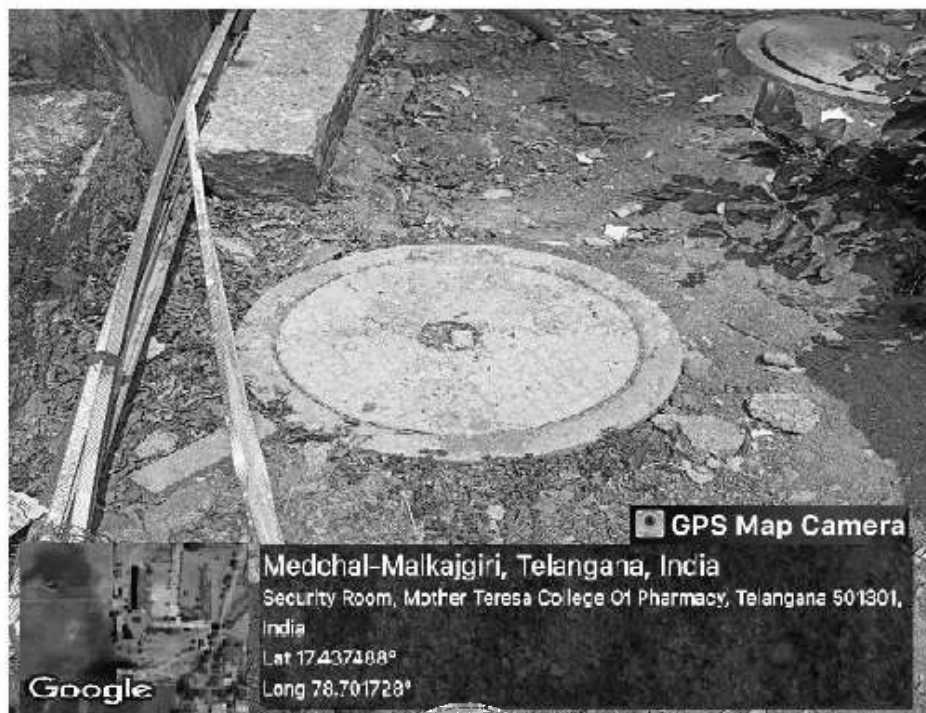 GPS Map Camera
Medchal-Malkajgiri, Telangana, India
Security Room, Mother Teresa College Of Pharmacy, Telangana 501301,
India
Lat 17.437488°
Long 78.701728°
Google